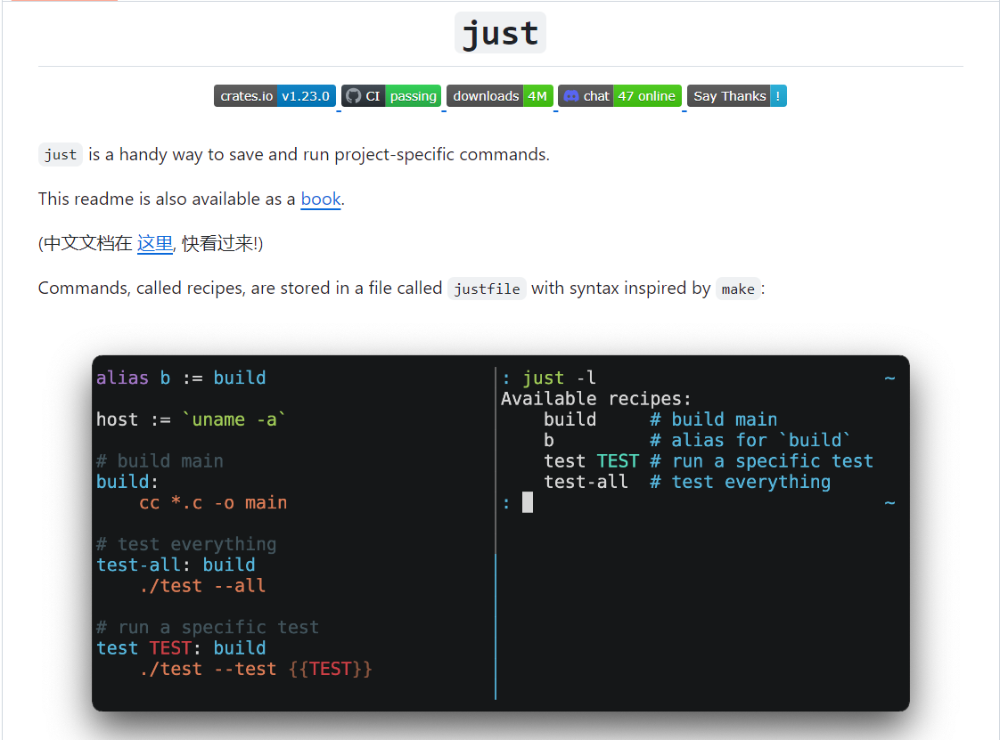 just
crates.io v1.23.0 CI passing downloads 4M chat 47 online Say Thanks !
just is a handy way to save and run project-specific commands.
This readme is also available as a book.
(中文文档在 这里, 快看过来!)
Commands, called recipes, are stored in a file called justfile with syntax inspired by make:
alias b := build
host := `uname -a`
# build main
build:
    cc *.c -o main
# test everything
test-all: build
    ./test --all
# run a specific test
test TEST: build
    ./test --test {{TEST}}
: just -l ~
Available recipes:
    build     # build main
    b         # alias for `build`
    test TEST # run a specific test
    test-all  # test everything
: ~